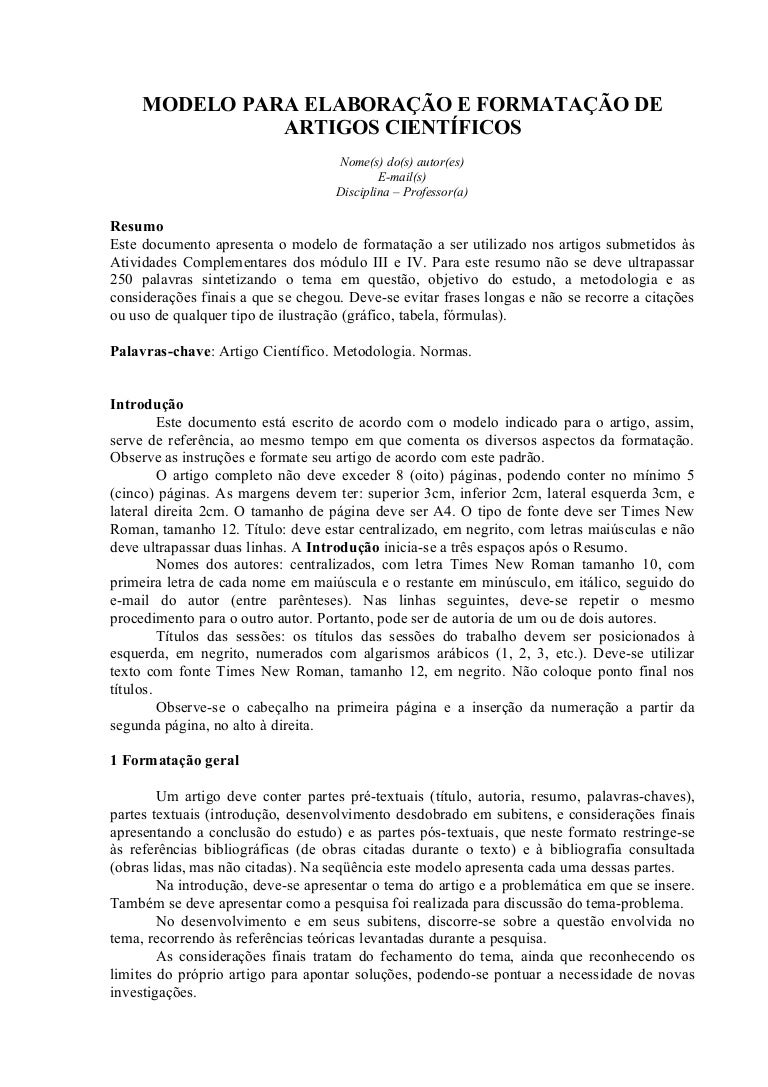 MODELO PARA ELABORAÇÃO E FORMATAÇÃO DE
ARTIGOS CIENTÍFICOS
Nome(s) do(s) autor(es)
E-mail(s)
Disciplina – Professor(a)
Resumo
Este documento apresenta o modelo de formatação a ser utilizado nos artigos submetidos às
Atividades Complementares dos módulo III e IV. Para este resumo não se deve ultrapassar
250 palavras sintetizando o tema em questão, objetivo do estudo, a metodologia e as
considerações finais a que se chegou. Deve-se evitar frases longas e não se recorre a citações
ou uso de qualquer tipo de ilustração (gráfico, tabela, fórmulas).
Palavras-chave: Artigo Científico. Metodologia. Normas.
Introdução
Este documento está escrito de acordo com o modelo indicado para o artigo, assim,
serve de referência, ao mesmo tempo em que comenta os diversos aspectos da formatação.
Observe as instruções e formate seu artigo de acordo com este padrão.
O artigo completo não deve exceder 8 (oito) páginas, podendo conter no mínimo 5
(cinco) páginas. As margens devem ter: superior 3cm, inferior 2cm, lateral esquerda 3cm, e
lateral direita 2cm. O tamanho de página deve ser A4. O tipo de fonte deve ser Times New
Roman, tamanho 12. Título: deve estar centralizado, em negrito, com letras maiúsculas e não
deve ultrapassar duas linhas. A Introdução inicia-se a três espaços após o Resumo.
Nomes dos autores: centralizados, com letra Times New Roman tamanho 10, com
primeira letra de cada nome em maiúscula e o restante em minúsculo, em itálico, seguido do
e-mail do autor (entre parênteses). Nas linhas seguintes, deve-se repetir o mesmo
procedimento para o outro autor. Portanto, pode ser de autoria de um ou de dois autores.
Títulos das sessões: os títulos das sessões do trabalho devem ser posicionados à
esquerda, em negrito, numerados com algarismos arábicos (1, 2, 3, etc.). Deve-se utilizar
texto com fonte Times New Roman, tamanho 12, em negrito. Não coloque ponto final nos
títulos.
Observe-se o cabeçalho na primeira página e a inserção da numeração a partir da
segunda página, no alto à direita.
1 Formatação geral
Um artigo deve conter partes pré-textuais (título, autoria, resumo, palavras-chaves),
partes textuais (introdução, desenvolvimento desdobrado em subitens, e considerações finais
apresentando a conclusão do estudo) e as partes pós-textuais, que neste formato restringe-se
às referências bibliográficas (de obras citadas durante o texto) e à bibliografia consultada
(obras lidas, mas não citadas). Na seqüência este modelo apresenta cada uma dessas partes.
Na introdução, deve-se apresentar o tema do artigo e a problemática em que se insere.
Também se deve apresentar como a pesquisa foi realizada para discussão do tema-problema.
No desenvolvimento e em seus subitens, discorre-se sobre a questão envolvida no
tema, recorrendo às referências teóricas levantadas durante a pesquisa.
As considerações finais tratam do fechamento do tema, ainda que reconhecendo os
limites do próprio artigo para apontar soluções, podendo-se pontuar a necessidade de novas
investigações.